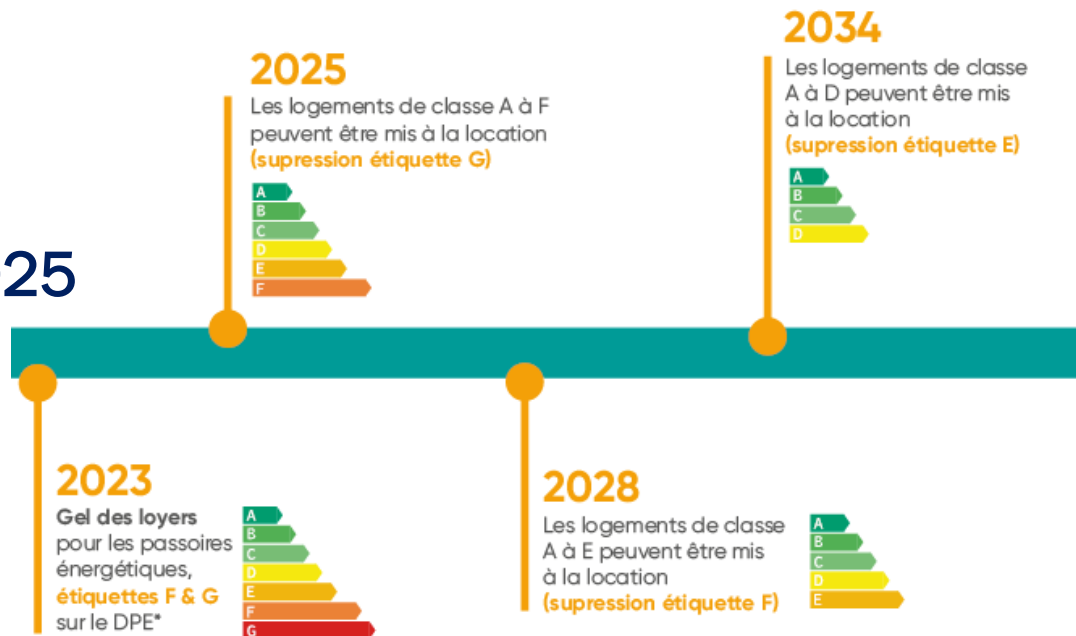 2034
Les logements de classe
A à D peuvent être mis
à la location
(supression étiquette E)
A
B
C
D
2025
Les logements de classe A à F
peuvent être mis à la location
(supression étiquette G)
A
B
C
D
E
F
25
2023
Gel des loyers
pour les passoires
énergétiques,
étiquettes F & G
sur le DPE*
A
B
C
D
E
F
G
2028
Les logements de classe
A à E peuvent être mis
à la location
(supression étiquette F)
A
B
C
D
E